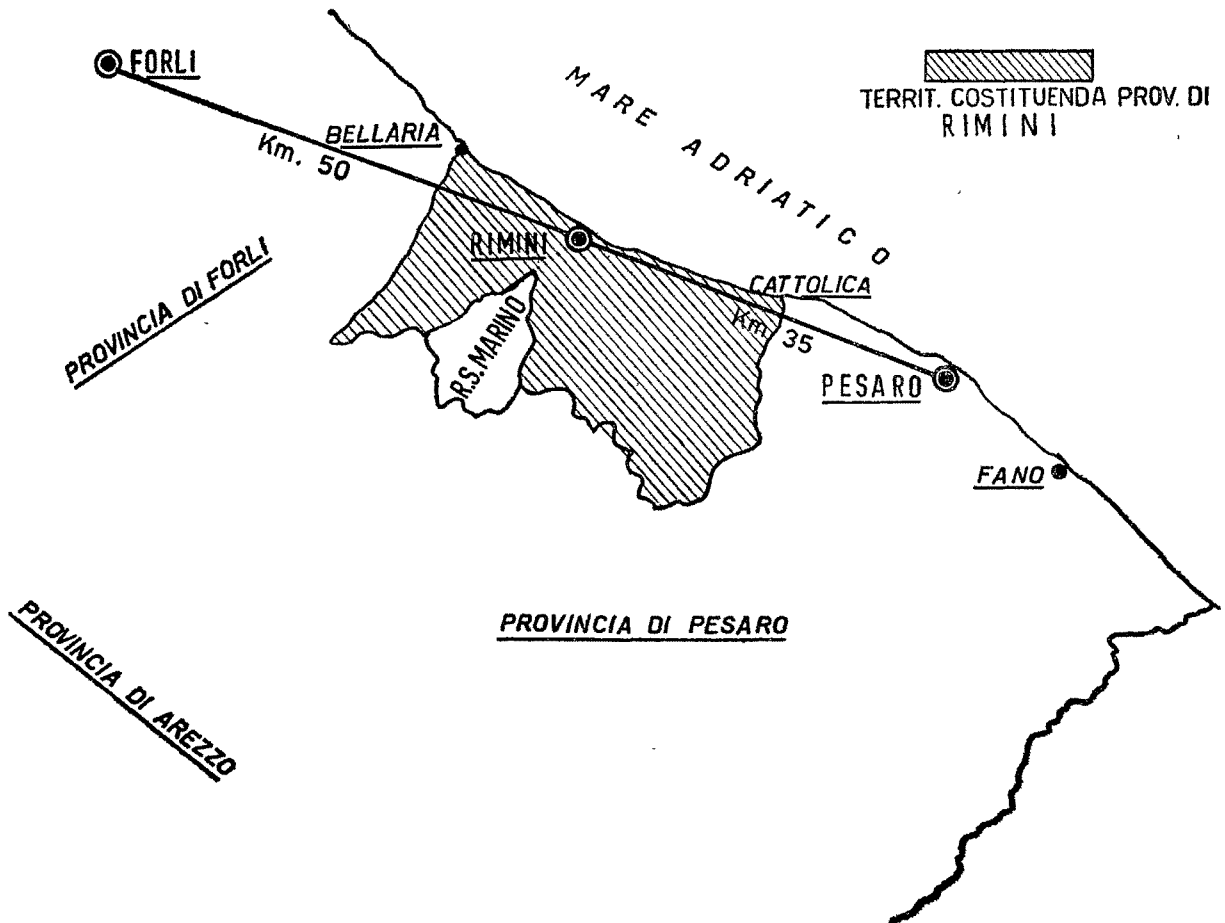 FORLI
BELLARIA
Km. 50
MARE ADRIATICO
TERRIT. COSTITUENDA PROV. DI
RIMINI
PROVINCIA DI FORLI
RIMINI
R.S. MARINO
CATTOLICA
Km. 35
PESARO
FANO
PROVINCIA DI AREZZO
PROVINCIA DI PESARO